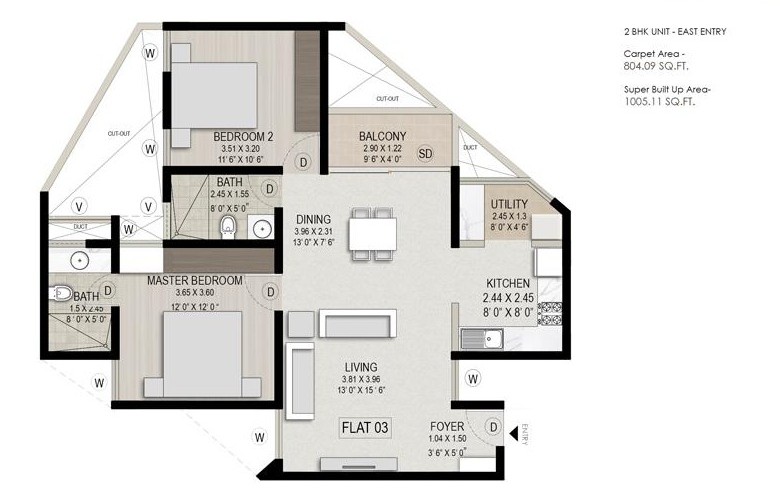 2 BHK UNIT - EAST ENTRY
Carpet Area -
804.09 SQ.FT.
Super Built Up Area-
1005.11 SQ.FT.
W
CUT-OUT
BEDROOM 2
3.51 X 3.20
11'6" X 10'6"
D
W
CUT-OUT
BALCONY
2.90 X 1.22
9'6" X 4'0"
SD
DUCT
V
V
DUCT
W
BATH
2.45 X 1.55
8'0" X 5'0"
D
DINING
3.96 X 2.31
13'0" X 7'6"
UTILITY
2.45 X 1.3
8'0" X 4'6"
KITCHEN
2.44 X 2.45
8'0" X 8'0"
BATH
1.5 X 2.45
8'0" X 5'0"
D
MASTER BEDROOM
3.65 X 3.60
12'0" X 12'0"
D
W
LIVING
3.81 X 3.96
13'0" X 15'6"
W
W
FLAT 03
FOYER
1.04 X 1.50
3'6" X 5'0"
D
ENTRY